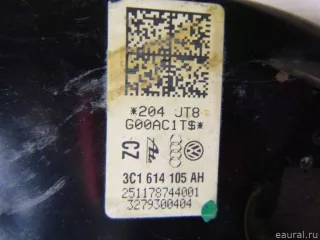 *204 JT8
G00AC1T$*
CZ
3C1 614 105 AH
251178744001
3279300404
© eaural.ru/